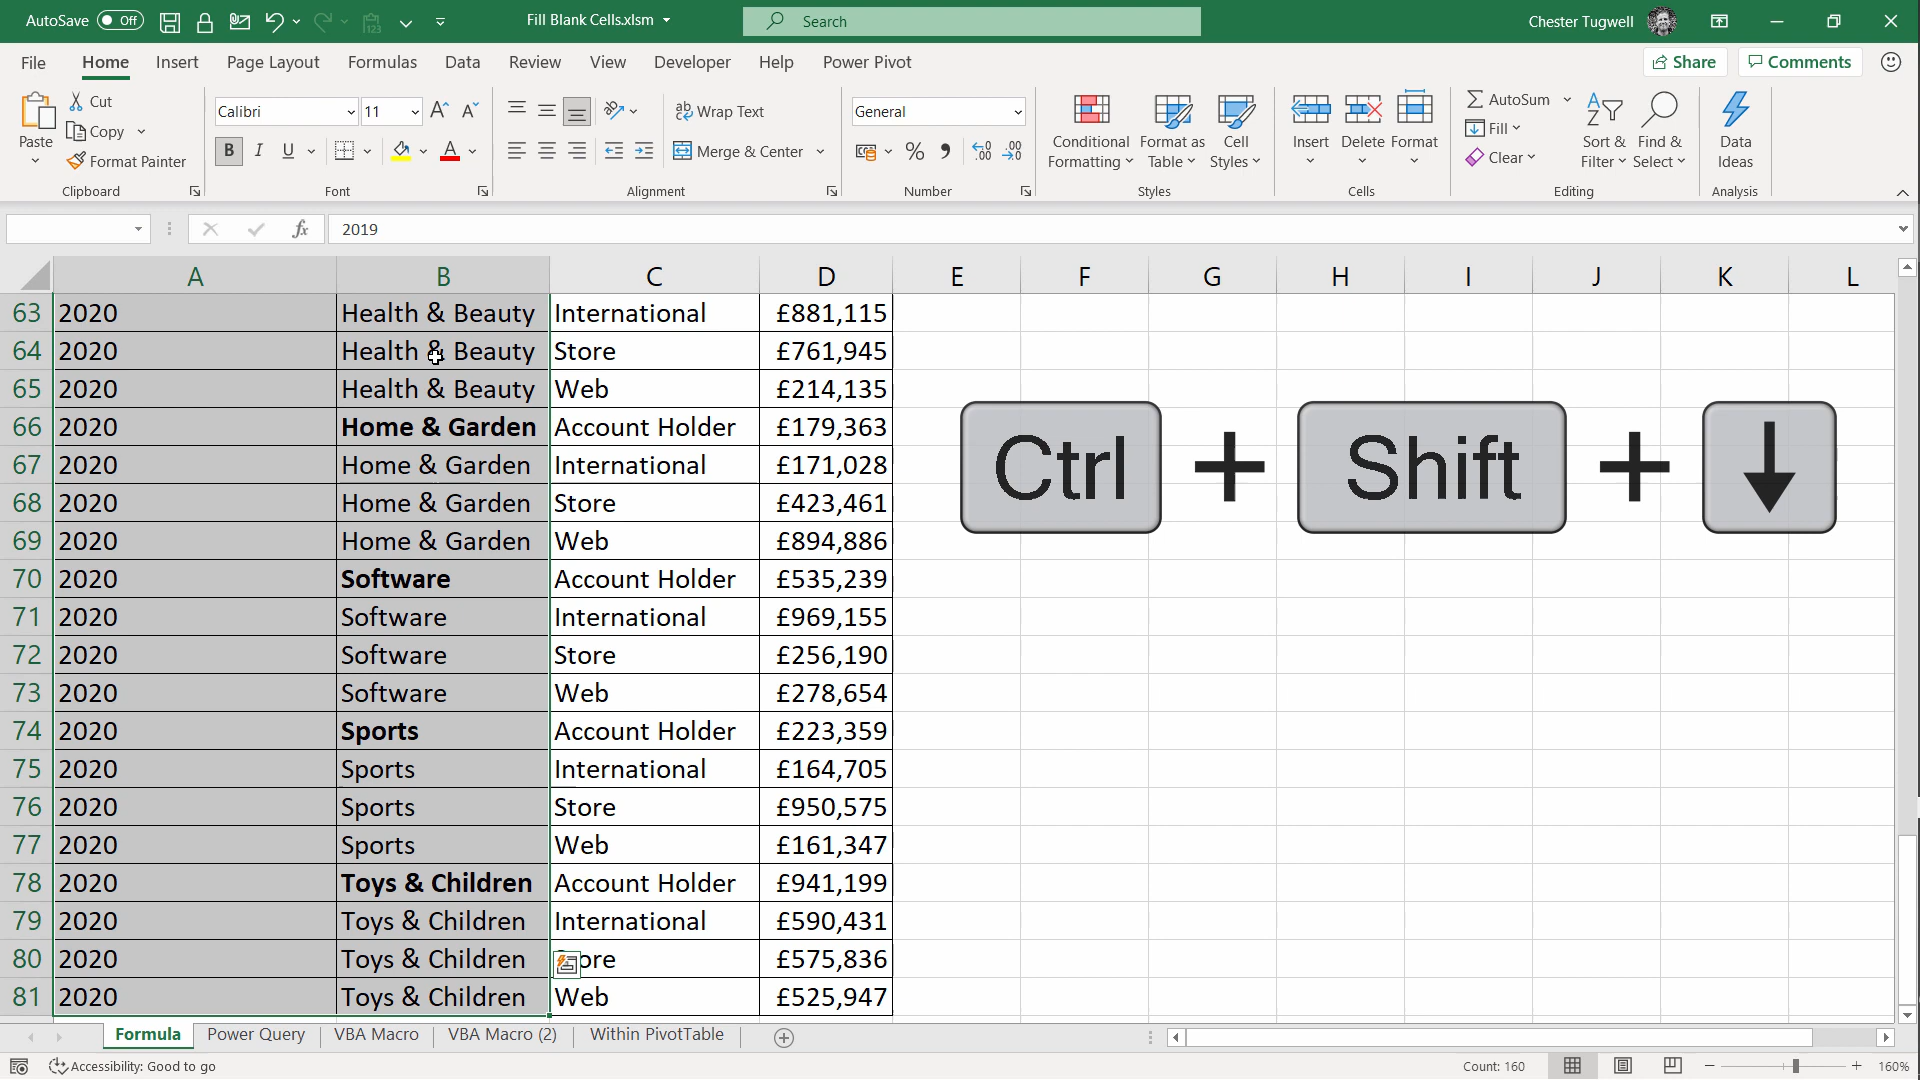 AutoSave Off Fill Blank Cells.xlsm Search Chester Tugwell
File Home Insert Page Layout Formulas Data Review View Developer Help Power Pivot Share Comments
Paste Cut Copy Format Painter Clipboard
Calibri 11 B I U A Font
Wrap Text Merge & Center Alignment
General % Number
Conditional Formatting Format as Table Cell Styles Styles
Insert Delete Format Cells
AutoSum Fill Clear Sort & Filter Find & Select Editing
Data Ideas Analysis
fx 2019
A B C D E F G H I J K L
63 2020 Health & Beauty International £881,115
64 2020 Health & Beauty Store £761,945
65 2020 Health & Beauty Web £214,135
66 2020 Home & Garden Account Holder £179,363
67 2020 Home & Garden International £171,028
68 2020 Home & Garden Store £423,461
69 2020 Home & Garden Web £894,886
70 2020 Software Account Holder £535,239
71 2020 Software International £969,155
72 2020 Software Store £256,190
73 2020 Software Web £278,654
74 2020 Sports Account Holder £223,359
75 2020 Sports International £164,705
76 2020 Sports Store £950,575
77 2020 Sports Web £161,347
78 2020 Toys & Children Account Holder £941,199
79 2020 Toys & Children International £590,431
80 2020 Toys & Children ore £575,836
81 2020 Toys & Children Web £525,947
Ctrl + Shift + ↓
Formula Power Query VBA Macro VBA Macro (2) Within PivotTable
Accessibility: Good to go Count: 160 160%